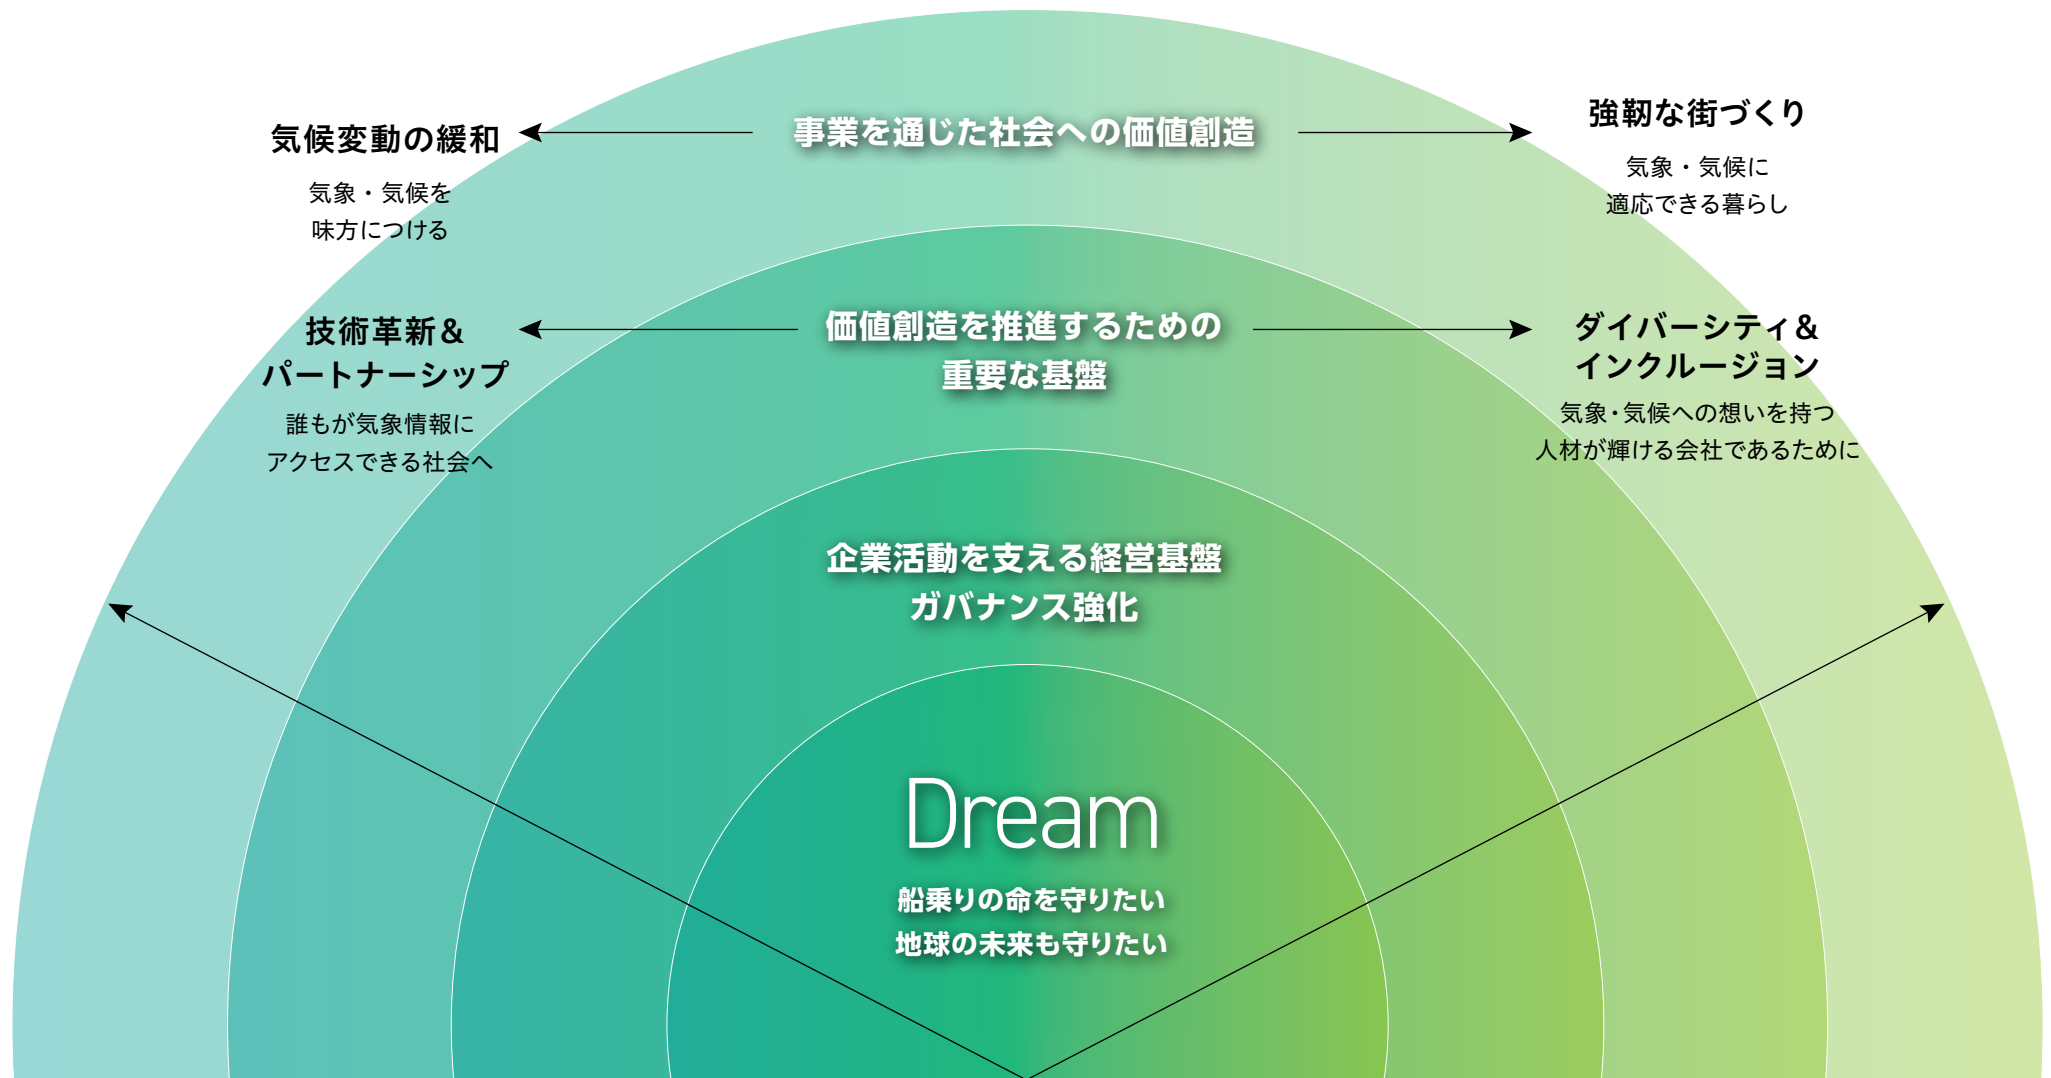 事業を通じた社会への価値創造
気候変動の緩和
気象・気候を
味方につける
強靭な街づくり
気象・気候に
適応できる暮らし
価値創造を推進するための
重要な基盤
技術革新&
パートナーシップ
誰もが気象情報に
アクセスできる社会へ
ダイバーシティ&
インクルージョン
気象・気候への想いを持つ
人材が輝ける会社であるために
企業活動を支える経営基盤
ガバナンス強化
Dream
船乗りの命を守りたい
地球の未来も守りたい